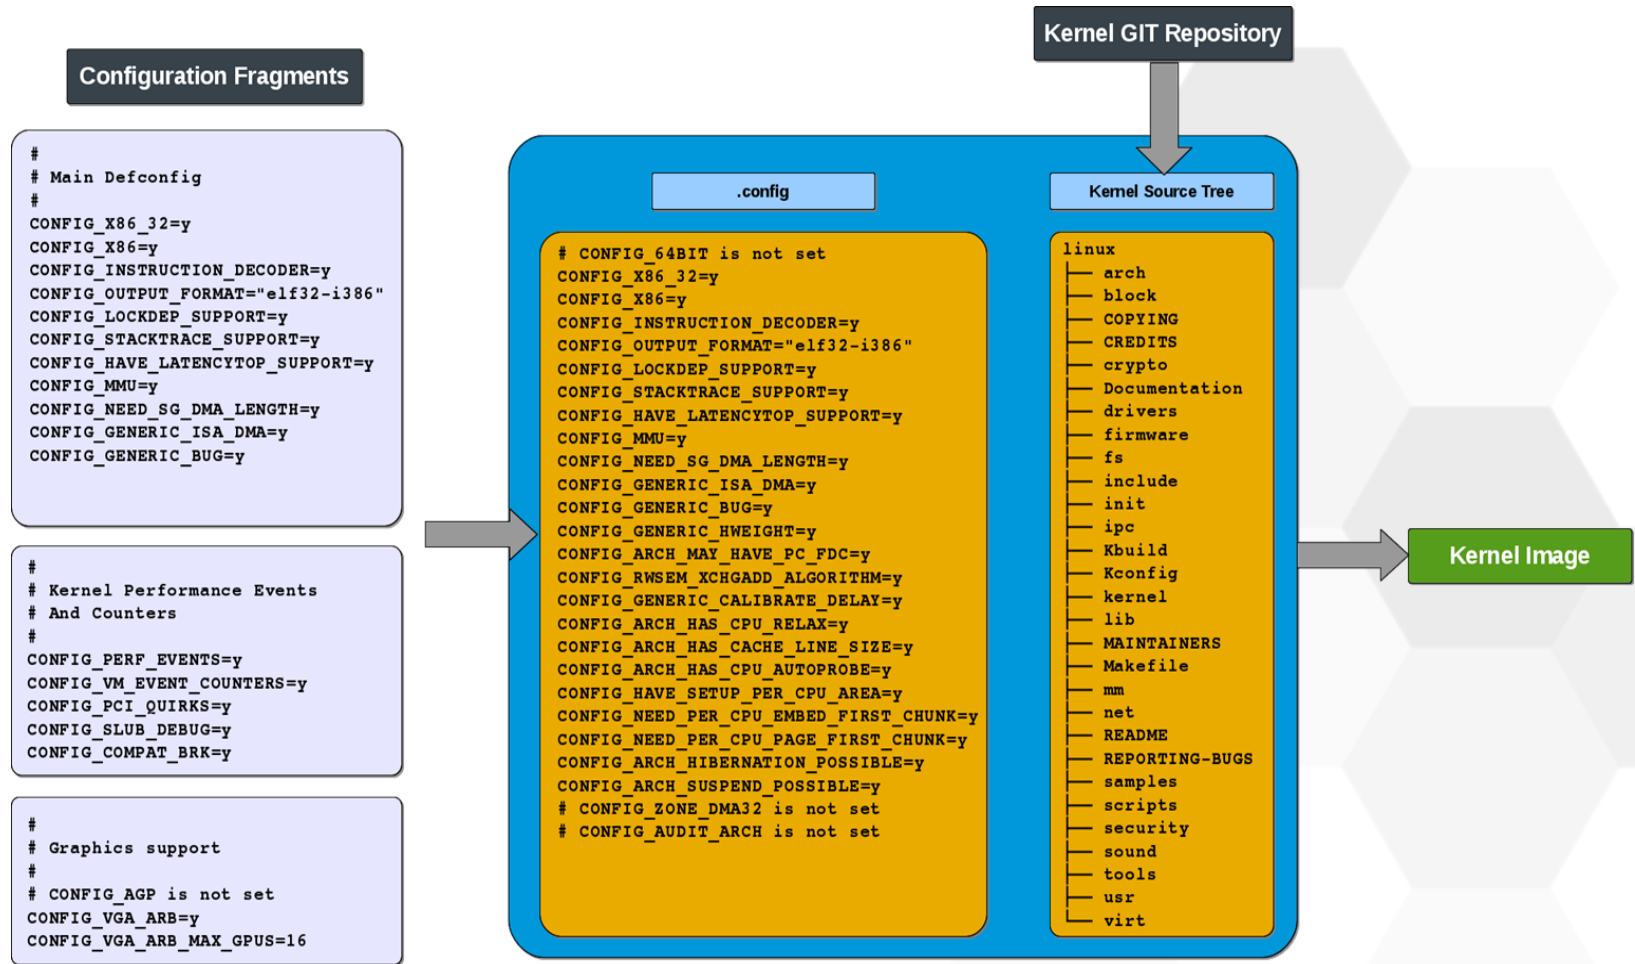 Kernel GIT Repository
Configuration Fragments
#
# Main Defconfig
#
CONFIG_X86_32=y
CONFIG_X86=y
CONFIG_INSTRUCTION_DECODER=y
CONFIG_OUTPUT_FORMAT="elf32-i386"
CONFIG_LOCKDEP_SUPPORT=y
CONFIG_STACKTRACE_SUPPORT=y
CONFIG_HAVE_LATENCYTOP_SUPPORT=y
CONFIG_MMU=y
CONFIG_NEED_SG_DMA_LENGTH=y
CONFIG_GENERIC_ISA_DMA=y
CONFIG_GENERIC_BUG=y
#
# Kernel Performance Events
# And Counters
#
CONFIG_PERF_EVENTS=y
CONFIG_VM_EVENT_COUNTERS=y
CONFIG_PCI_QUIRKS=y
CONFIG_SLUB_DEBUG=y
CONFIG_COMPAT_BRK=y
#
# Graphics support
#
# CONFIG_AGP is not set
CONFIG_VGA_ARB=y
CONFIG_VGA_ARB_MAX_GPUS=16
.config
# CONFIG_64BIT is not set
CONFIG_X86_32=y
CONFIG_X86=y
CONFIG_INSTRUCTION_DECODER=y
CONFIG_OUTPUT_FORMAT="elf32-i386"
CONFIG_LOCKDEP_SUPPORT=y
CONFIG_STACKTRACE_SUPPORT=y
CONFIG_HAVE_LATENCYTOP_SUPPORT=y
CONFIG_MMU=y
CONFIG_NEED_SG_DMA_LENGTH=y
CONFIG_GENERIC_ISA_DMA=y
CONFIG_GENERIC_BUG=y
CONFIG_GENERIC_HWEIGHT=y
CONFIG_ARCH_MAY_HAVE_PC_FDC=y
CONFIG_RWSEM_XCHGADD_ALGORITHM=y
CONFIG_GENERIC_CALIBRATE_DELAY=y
CONFIG_ARCH_HAS_CPU_RELAX=y
CONFIG_ARCH_HAS_CACHE_LINE_SIZE=y
CONFIG_ARCH_HAS_CPU_AUTOPROBE=y
CONFIG_HAVE_SETUP_PER_CPU_AREA=y
CONFIG_NEED_PER_CPU_EMBED_FIRST_CHUNK=y
CONFIG_NEED_PER_CPU_PAGE_FIRST_CHUNK=y
CONFIG_ARCH_HIBERNATION_POSSIBLE=y
CONFIG_ARCH_SUSPEND_POSSIBLE=y
# CONFIG_ZONE_DMA32 is not set
# CONFIG_AUDIT_ARCH is not set
Kernel Source Tree
linux
arch
block
COPYING
CREDITS
crypto
Documentation
drivers
firmware
fs
include
init
ipc
Kbuild
Kconfig
kernel
lib
MAINTAINERS
Makefile
mm
net
README
REPORTING-BUGS
samples
scripts
security
sound
tools
usr
virt
Kernel Image